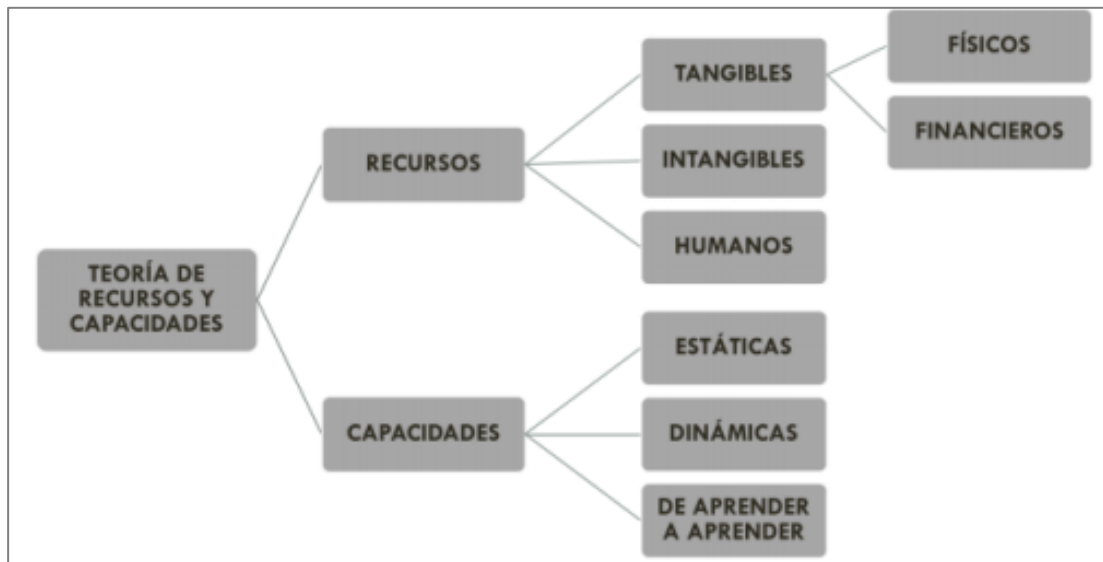 TEORÍA DE
RECURSOS Y
CAPACIDADES
RECURSOS
TANGIBLES
FÍSICOS
FINANCIEROS
INTANGIBLES
HUMANOS
CAPACIDADES
ESTÁTICAS
DINÁMICAS
DE APRENDER
A APRENDER